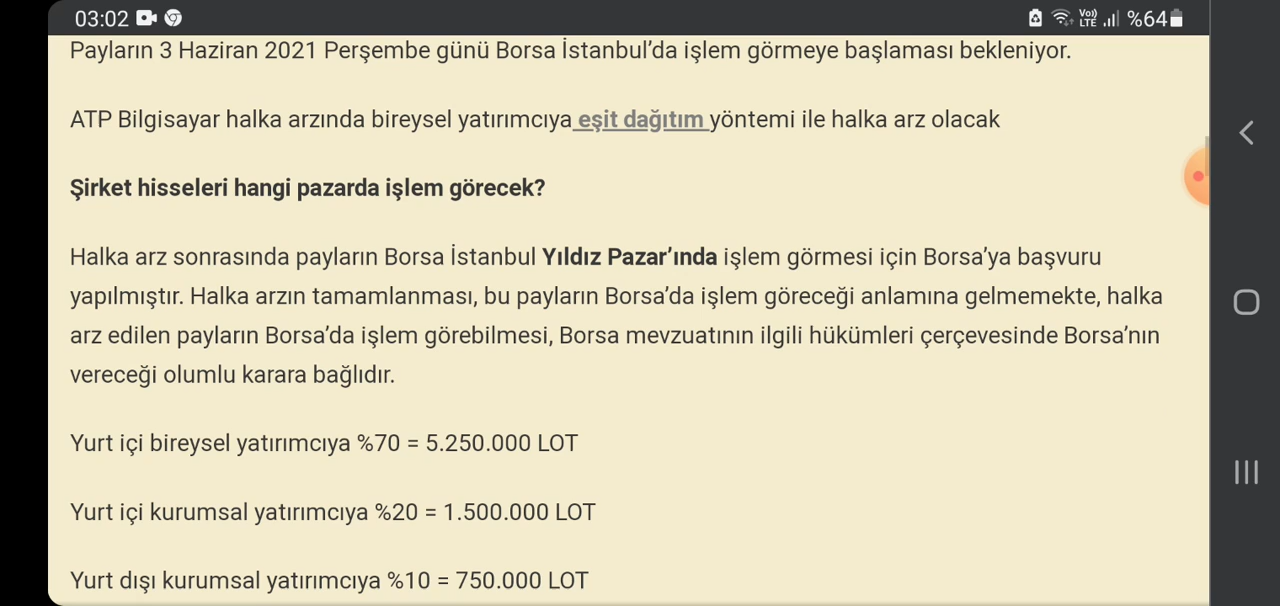 03:02
Vo))
LTE
%64
Payların 3 Haziran 2021 Perşembe günü Borsa İstanbul’da işlem görmeye başlaması bekleniyor.
ATP Bilgisayar halka arzında bireysel yatırımcıya eşit dağıtım yöntemi ile halka arz olacak
Şirket hisseleri hangi pazarda işlem görecek?
Halka arz sonrasında payların Borsa İstanbul Yıldız Pazar’ında işlem görmesi için Borsa’ya başvuru
yapılmıştır. Halka arzın tamamlanması, bu payların Borsa’da işlem göreceği anlamına gelmemekte, halka
arz edilen payların Borsa’da işlem görebilmesi, Borsa mevzuatının ilgili hükümleri çerçevesinde Borsa’nın
vereceği olumlu karara bağlıdır.
Yurt içi bireysel yatırımcıya %70 = 5.250.000 LOT
Yurt içi kurumsal yatırımcıya %20 = 1.500.000 LOT
Yurt dışı kurumsal yatırımcıya %10 = 750.000 LOT